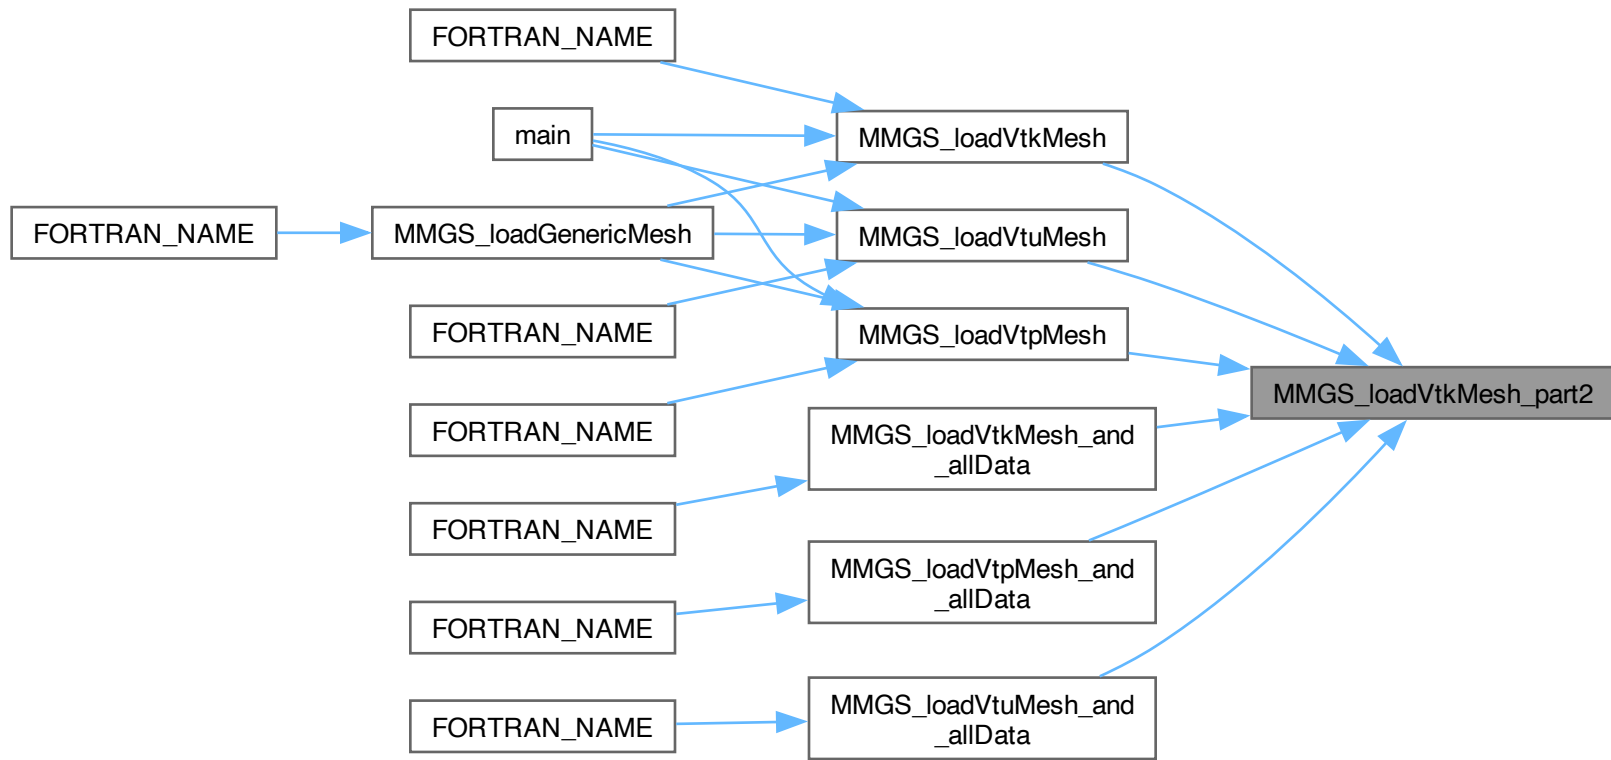 FORTRAN_NAME
main
MMGS_loadVtkMesh
FORTRAN_NAME
MMGS_loadGenericMesh
MMGS_loadVtuMesh
FORTRAN_NAME
MMGS_loadVtpMesh
MMGS_loadVtkMesh_part2
FORTRAN_NAME
MMGS_loadVtkMesh_and
_allData
FORTRAN_NAME
MMGS_loadVtpMesh_and
_allData
FORTRAN_NAME
MMGS_loadVtuMesh_and
_allData
FORTRAN_NAME